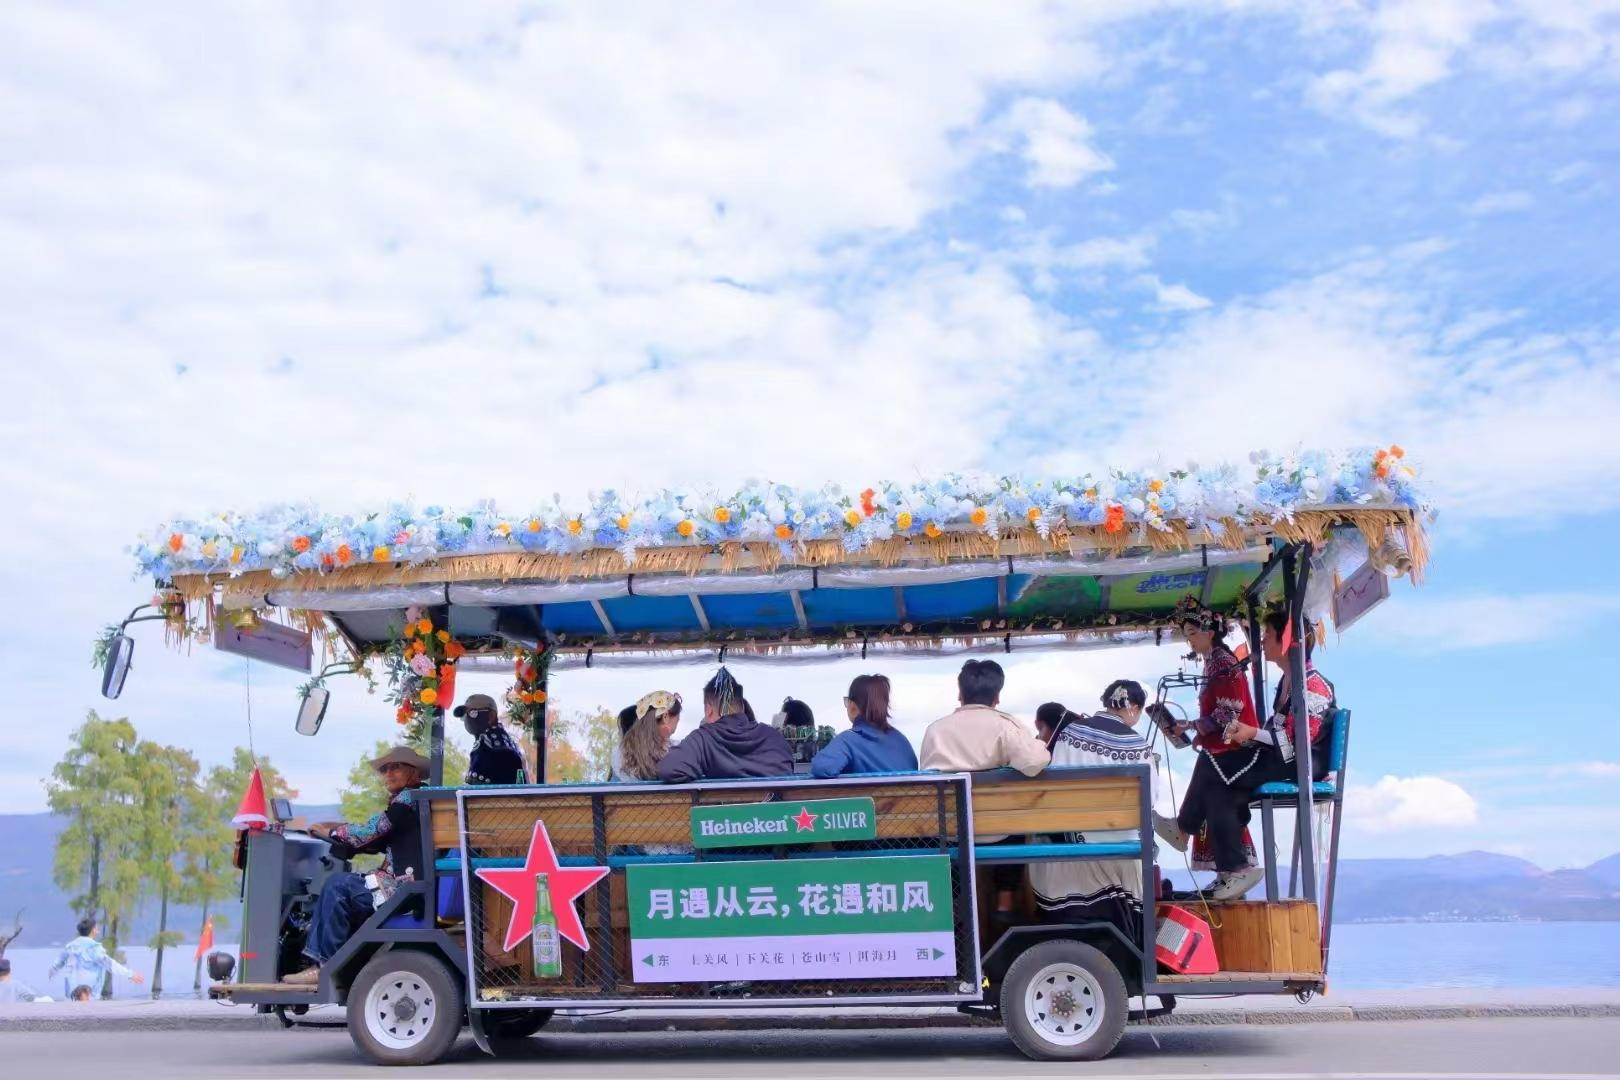 Heineken SILVER
月遇从云，花遇和风
东 上关风 | 下关花 | 苍山雪 | 洱海月 西